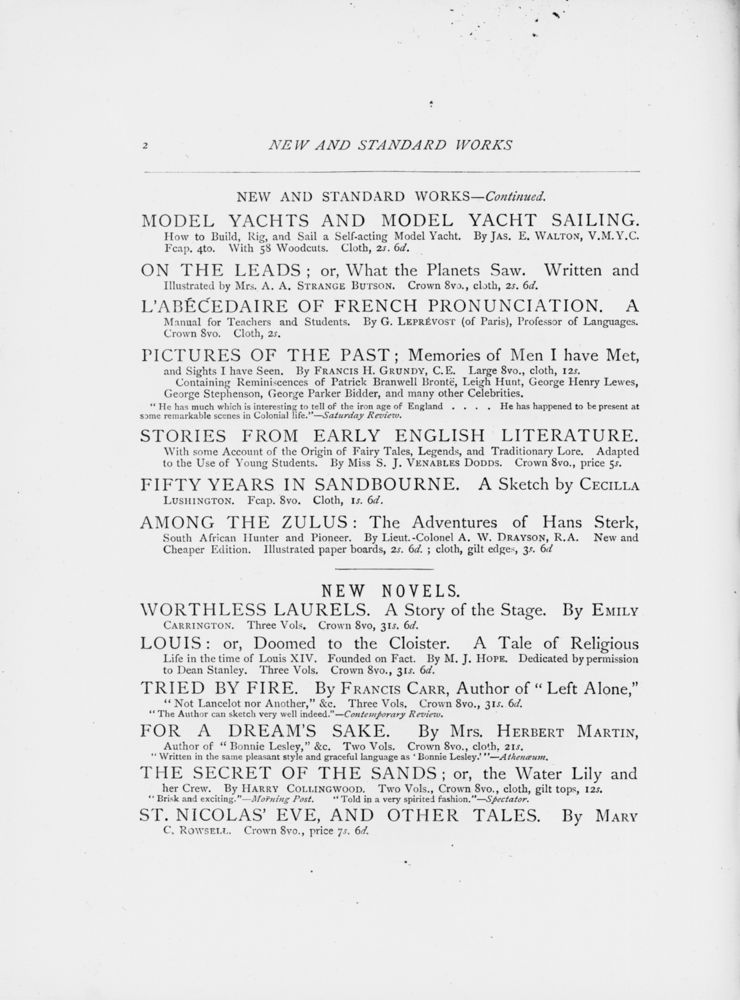 2 NEW AND STANDARD WORKS
NEW AND STANDARD WORKS—Continued.
MODEL YACHTS AND MODEL YACHT SAILING.
How to Build, Rig, and Sail a Self-acting Model Yacht. By JAS. E. WALTON, V.M.Y.C.
Fcap. 4to. With 58 Woodcuts. Cloth, 2s. 6d.
ON THE LEADS; or, What the Planets Saw. Written and
Illustrated by Mrs. A. A. STRANGE BUTSON. Crown 8vo., cloth, 2s. 6d.
L'ABÉCÉDAIRE OF FRENCH PRONUNCIATION. A
Manual for Teachers and Students. By G. LEPRÉVOST (of Paris), Professor of Languages.
Crown 8vo. Cloth, 2s.
PICTURES OF THE PAST; Memories of Men I have Met,
and Sights I have Seen. By FRANCIS H. GRUNDY, C.E. Large 8vo., cloth, 12s.
Containing Reminiscences of Patrick Branwell Brontë, Leigh Hunt, George Henry Lewes,
George Stephenson, George Parker Bidder, and many other Celebrities.
"He has much which is interesting to tell of the iron age of England . . . . He has happened to be present at
some remarkable scenes in Colonial life."—Saturday Review.
STORIES FROM EARLY ENGLISH LITERATURE.
With some Account of the Origin of Fairy Tales, Legends, and Traditionary Lore. Adapted
to the Use of Young Students. By Miss S. J. VENABLES DODDS. Crown 8vo., price 5s.
FIFTY YEARS IN SANDBOURNE. A Sketch by CECILLA
LUSHINGTON. Fcap. 8vo. Cloth, 1s. 6d.
AMONG THE ZULUS: The Adventures of Hans Sterk,
South African Hunter and Pioneer. By Lieut.-Colonel A. W. DRAYSON, R.A. New and
Cheaper Edition. Illustrated paper boards, 2s. 6d.; cloth, gilt edges, 3s. 6d
NEW NOVELS.
WORTHLESS LAURELS. A Story of the Stage. By EMILY
CARRINGTON. Three Vols. Crown 8vo, 31s. 6d.
LOUIS: or, Doomed to the Cloister. A Tale of Religious
Life in the time of Louis XIV. Founded on Fact. By M. J. HOPE. Dedicated by permission
to Dean Stanley. Three Vols. Crown 8vo., 31s. 6d.
TRIED BY FIRE. By FRANCIS CARR, Author of "Left Alone,"
"Not Lancelot nor Another," &c. Three Vols. Crown 8vo., 31s. 6d.
"The Author can sketch very well indeed."—Contemporary Review.
FOR A DREAM'S SAKE. By Mrs. HERBERT MARTIN,
Author of "Bonnie Lesley," &c. Two Vols. Crown 8vo., cloth, 21s.
"Written in the same pleasant style and graceful language as 'Bonnie Lesley.'"—Athenæum.
THE SECRET OF THE SANDS; or, the Water Lily and
her Crew. By HARRY COLLINGWOOD. Two Vols., Crown 8vo., cloth, gilt tops, 12s.
"Brisk and exciting."—Morning Post. "Told in a very spirited fashion."—Spectator.
ST. NICOLAS' EVE, AND OTHER TALES. By MARY
C. ROWSELL. Crown 8vo., price 7s. 6d.